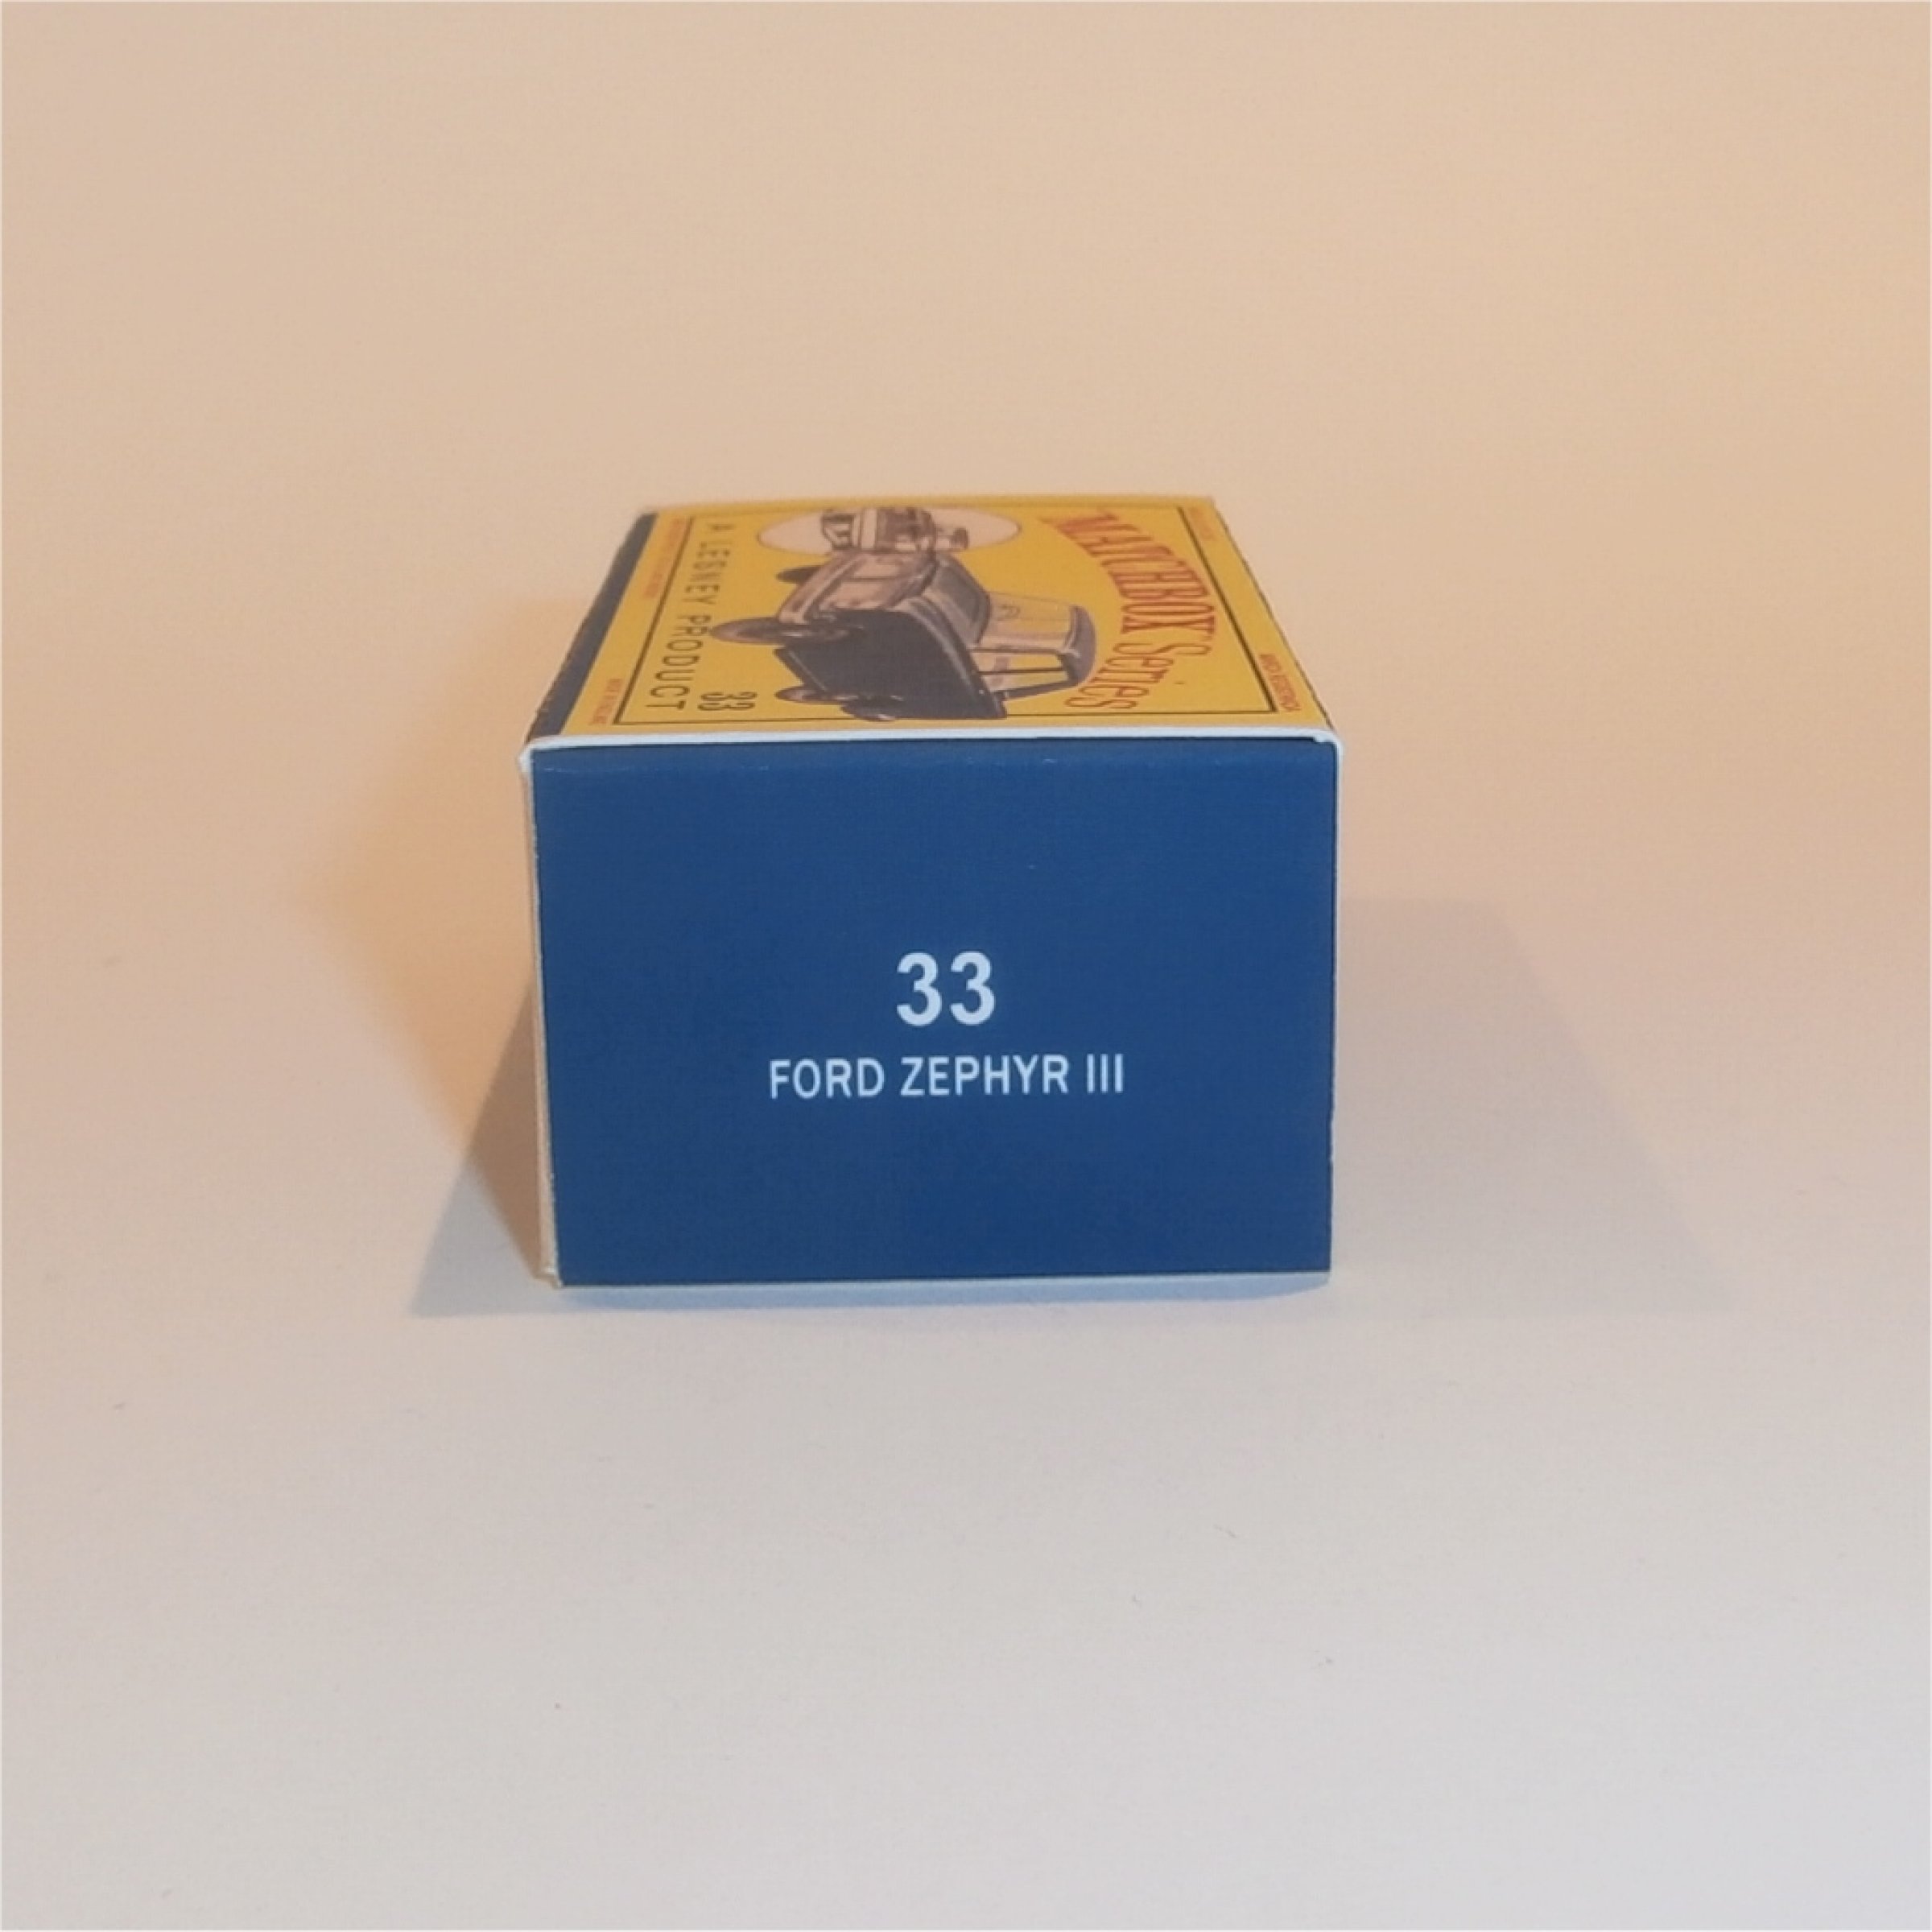 MATCHBOX Series
33
A LESNEY PRODUCT
33
FORD ZEPHYR III